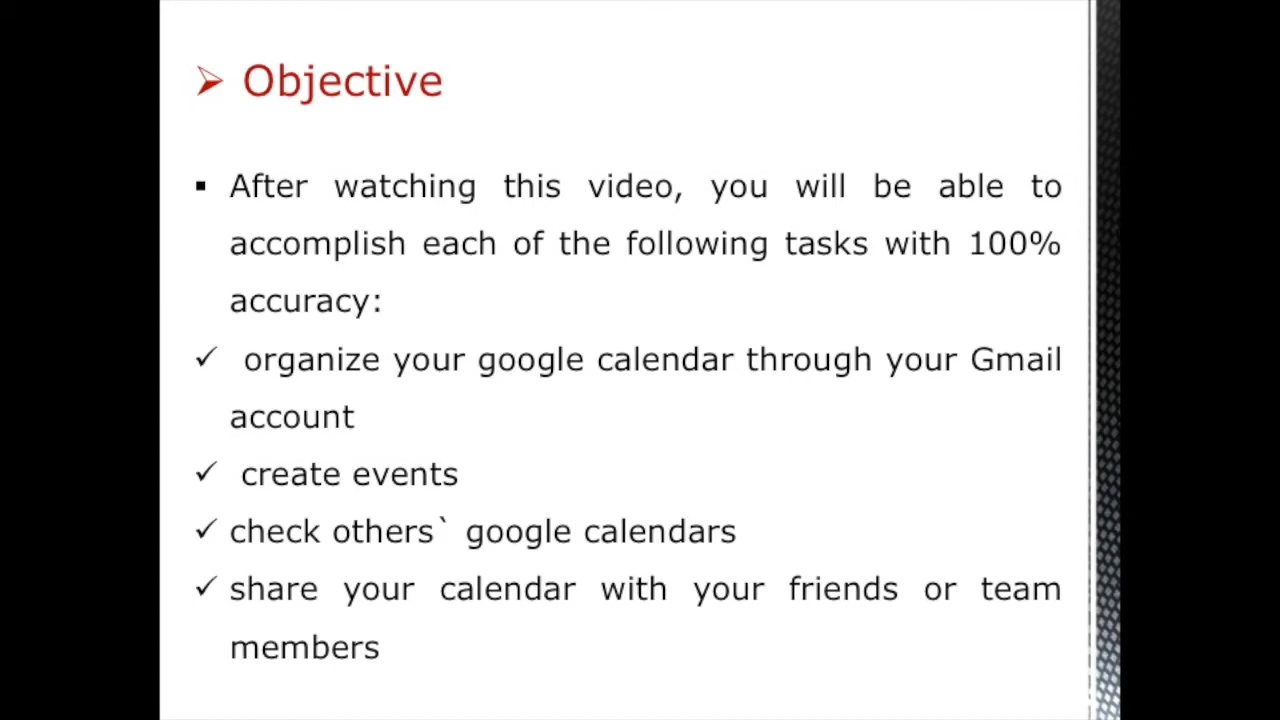 ➢ Objective
▪ After watching this video, you will be able to
accomplish each of the following tasks with 100%
accuracy:
✓ organize your google calendar through your Gmail
account
✓ create events
✓ check others` google calendars
✓ share your calendar with your friends or team
members